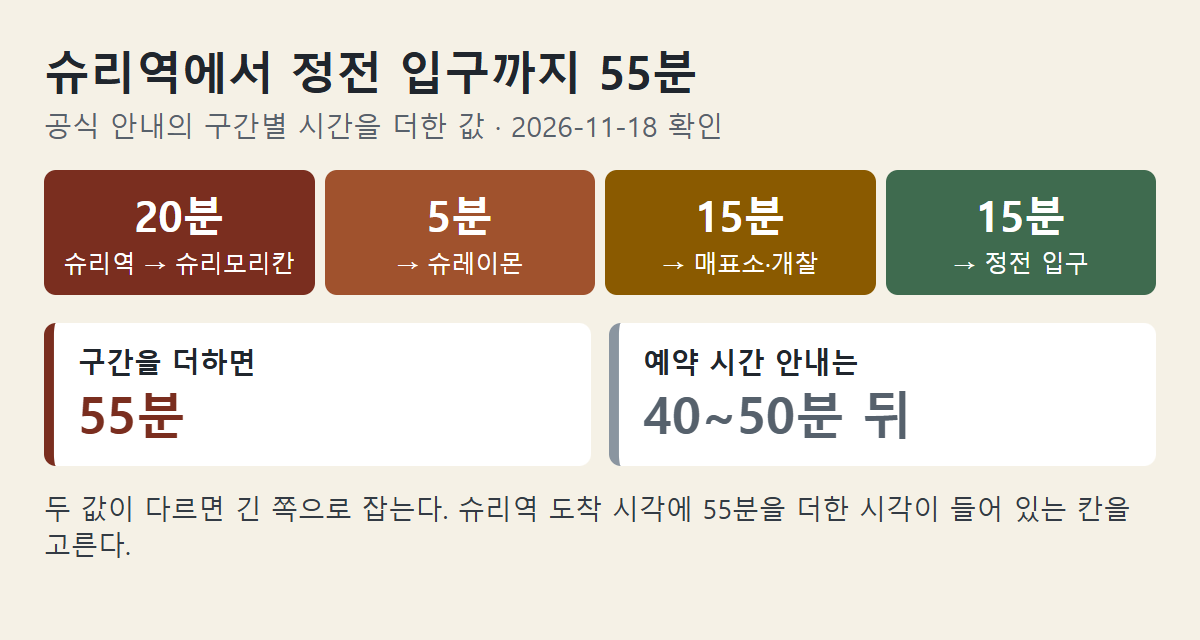 슈리역에서 정전 입구까지 55분
공식 안내의 구간별 시간을 더한 값 · 2026-11-18 확인
20분
슈리역 → 슈리모리칸
5분
→ 슈레이몬
15분
→ 매표소·개찰
15분
→ 정전 입구
구간을 더하면
55분
예약 시간 안내는
40~50분 뒤
두 값이 다르면 긴 쪽으로 잡는다. 슈리역 도착 시각에 55분을 더한 시각이 들어 있는 칸을
고른다.